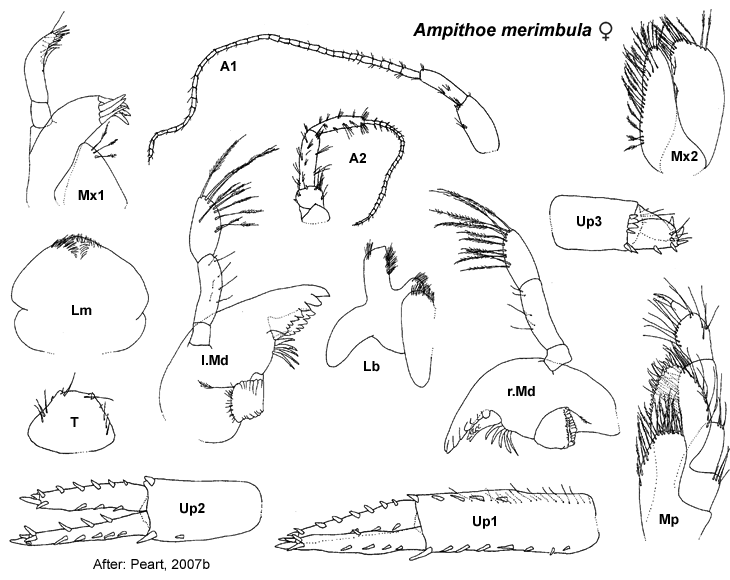 Ampithoe merimbula ♀
A1
A2
Mx1
Mx2
Up3
Lm
l.Md
Lb
r.Md
T
Up2
Up1
Mp
After: Peart, 2007b